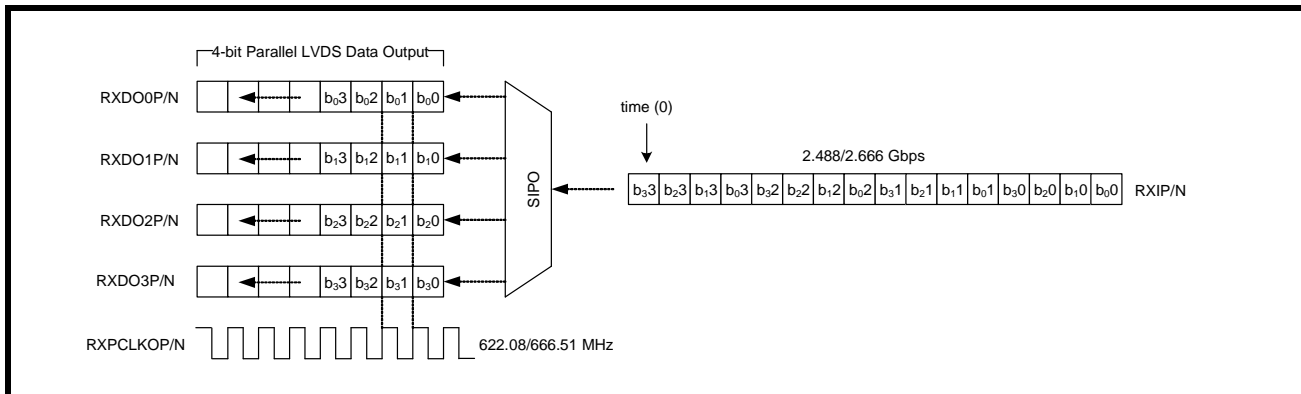 4-bit Parallel LVDS Data Output
RXDO0P/N b₀3 b₀2 b₀1 b₀0
RXDO1P/N b₁3 b₁2 b₁1 b₁0
RXDO2P/N b₂3 b₂2 b₂1 b₂0
RXDO3P/N b₃3 b₃2 b₃1 b₃0
RXPCLKOP/N 622.08/666.51 MHz
SIPO
time (0)
2.488/2.666 Gbps
b₃3 b₂3 b₁3 b₀3 b₃2 b₂2 b₁2 b₀2 b₃1 b₂1 b₁1 b₀1 b₃0 b₂0 b₁0 b₀0 RXIP/N